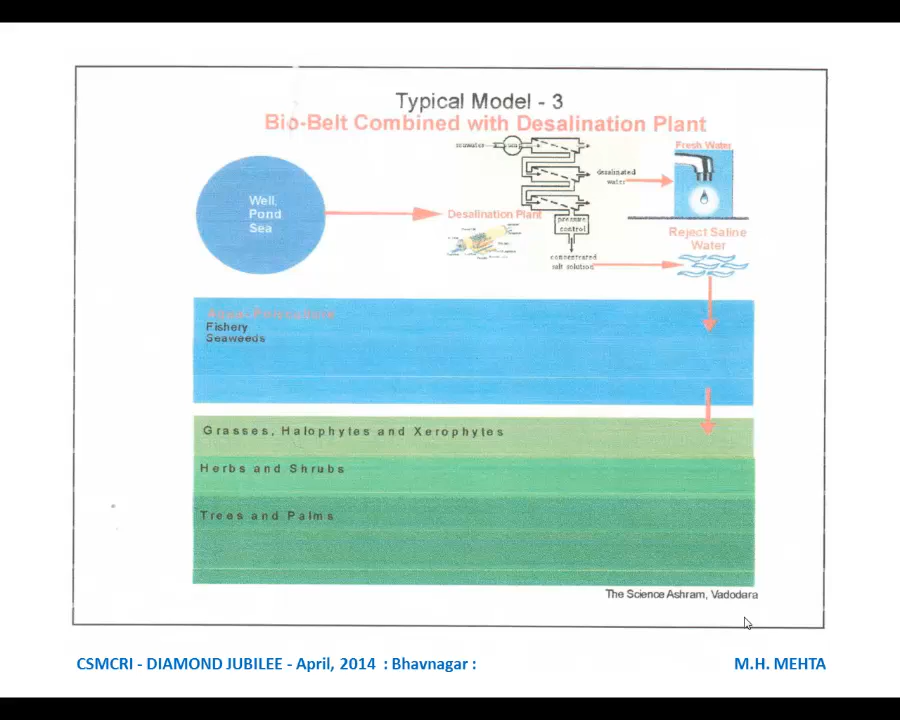 Typical Model - 3
Bio-Belt Combined with Desalination Plant
seawater
Fresh Water
desalinated
water
Well,
Pond
Sea
Desalination Plant
pressure
control
Reject Saline
Water
concentrated
salt solution
Fishery
Seaweeds
Grasses, Halophytes and Xerophytes
Herbs and Shrubs
Trees and Palms
The Science Ashram, Vadodara
CSMCRI - DIAMOND JUBILEE - April, 2014 : Bhavnagar :
M.H. MEHTA